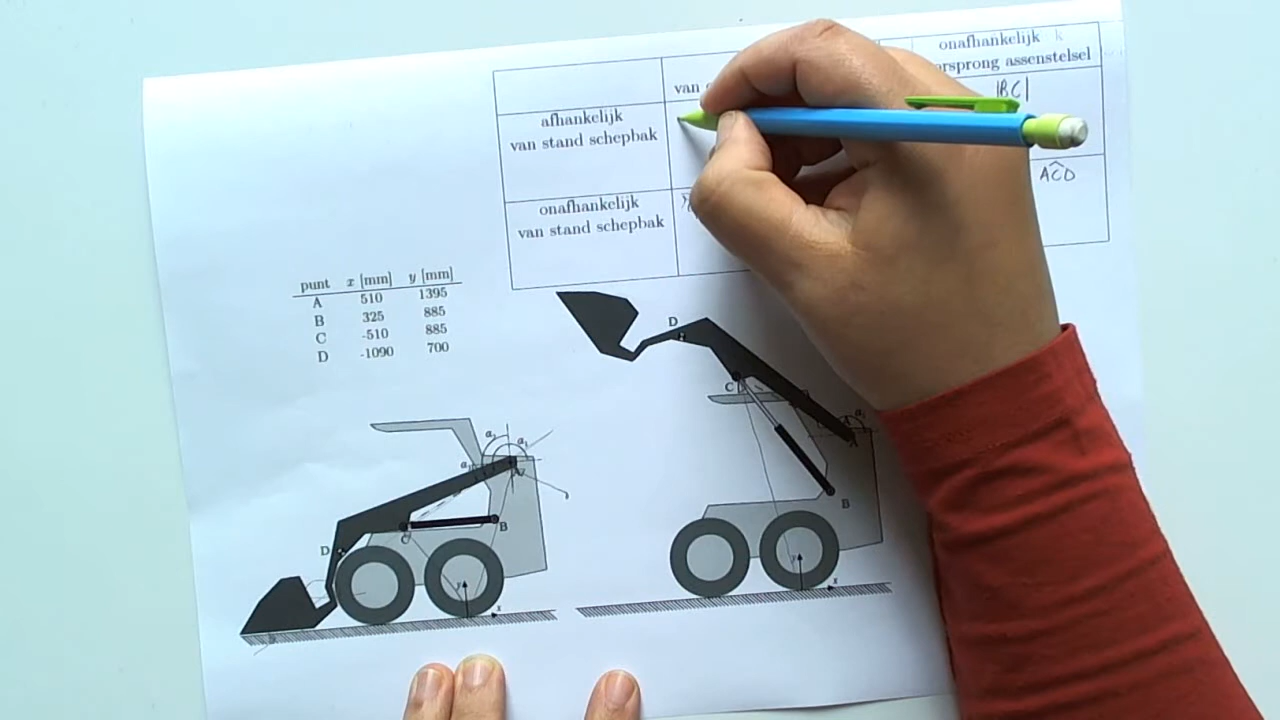 onafhankelijk
assenstelsel
van
|BC|
afhankelijk
van stand schepbak
ACD
onafhankelijk
van stand schepbak
punt x [mm] y [mm]
A 510 1395
B 325 885
C -510 885
D -1090 700
D
C
A
B
y
x
D
C
B
y
x